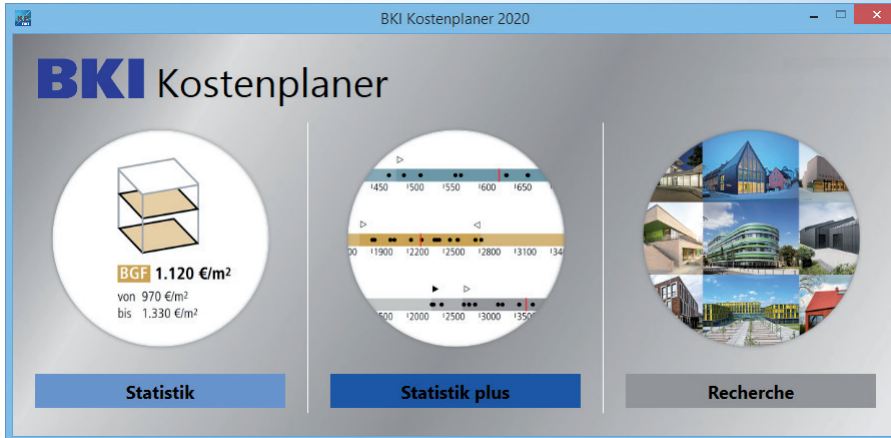 BKI Kostenplaner 2020
BKI Kostenplaner
BGF 1.120 €/m²
von 970 €/m²
bis 1.330 €/m²
450 500 550 600 650
1900 2200 2800 3100
2000 2500 3000 3500
Statistik
Statistik plus
Recherche